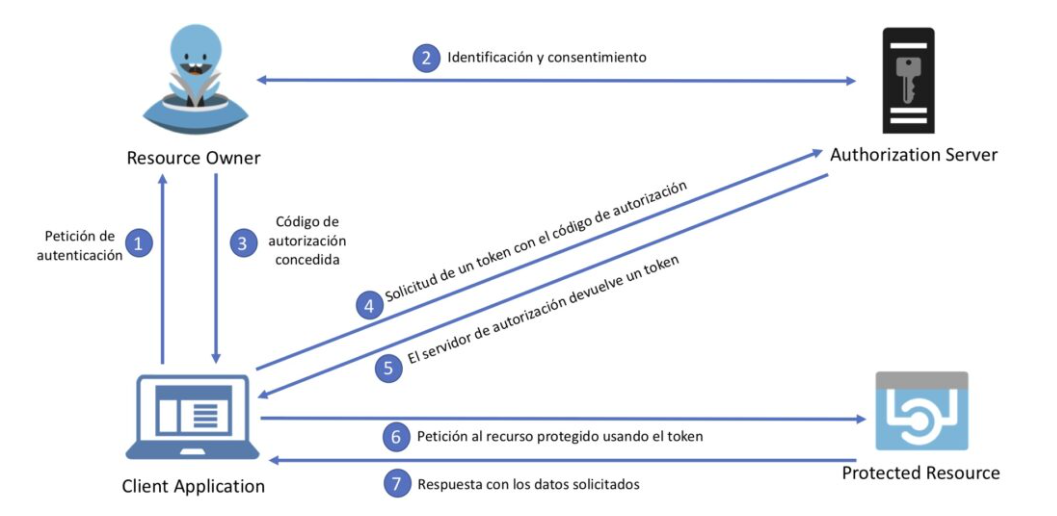 2 Identificación y consentimiento
Resource Owner
Authorization Server
Petición de
autenticación
1
3
Código de
autorización
concedida
4 Solicitud de un token con el código de autorización
5 El servidor de autorización devuelve un token
6 Petición al recurso protegido usando el token
Client Application
7 Respuesta con los datos solicitados
Protected Resource